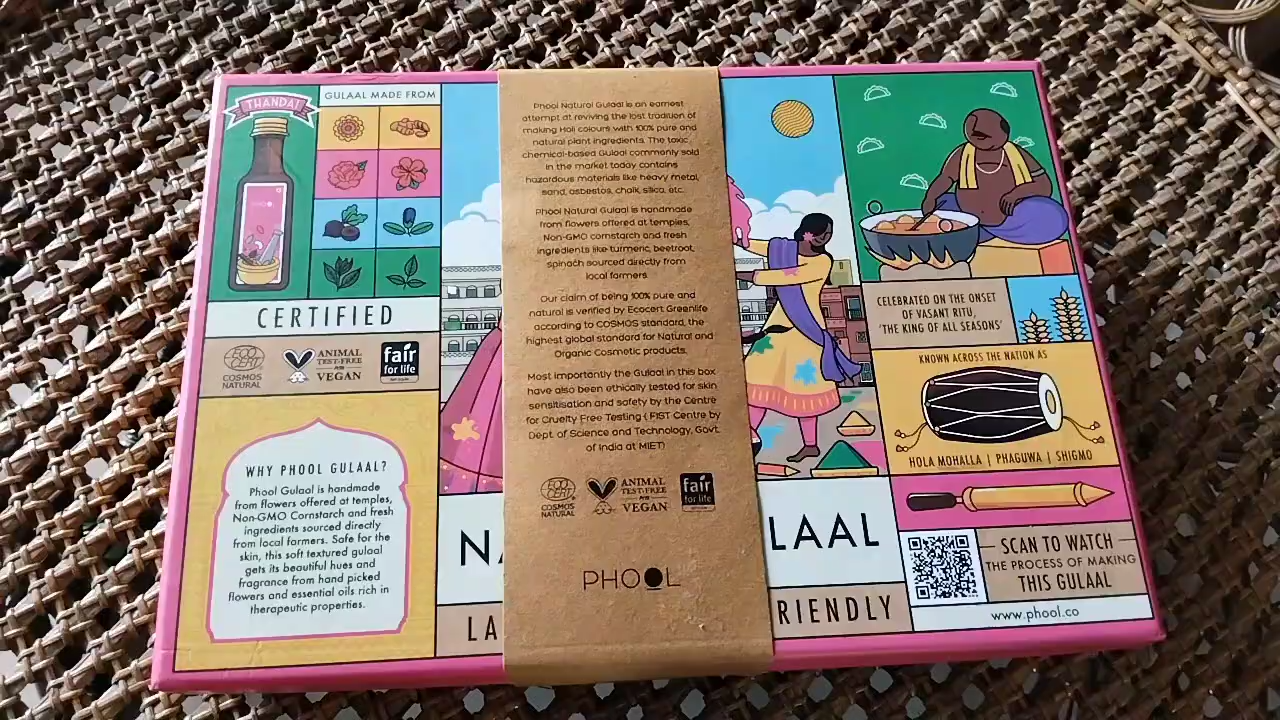 THANDAI
PHOOL
GULAAL MADE FROM
CERTIFIED
ECO
CERT
COSMOS
NATURAL
ANIMAL
TEST-FREE
VEGAN
fair
for life
WHY PHOOL GULAAL?
Phool Gulaal is handmade
from flowers offered at temples,
Non-GMO Cornstarch and fresh
ingredients sourced directly
from local farmers. Safe for the
skin, this soft textured gulaal
gets its beautiful hues and
fragrance from hand picked
flowers and essential oils rich in
therapeutic properties.
NA
LA
Phool Natural Gulaal is an earnest
attempt at reviving the lost tradition of
making Holi colours with 100% pure and
natural plant ingredients. The toxic
chemical-based Gulaal commonly sold
in the market today contains
hazardous materials like heavy metal,
sand, asbestos, chalk, silica, etc.
Phool Natural Gulaal is handmade
from flowers offered at temples,
Non-GMO cornstarch and fresh
ingredients like turmeric, beetroot,
spinach sourced directly from
local farmers
Our claim of being 100% pure and
natural is verified by Ecocert Greenlife
according to COSMOS standard, the
highest global standard for Natural and
Organic Cosmetic products.
Most importantly the Gulaal in this box
have also been ethically tested for skin
sensitisation and safety by the Centre
for Cruelty Free Testing ( FIST Centre by
Dept. of Science and Technology, Govt.
of India at MIET)
ECO
CERT
COSMOS
NATURAL
ANIMAL
TEST-FREE
VEGAN
fair
for life
PHOOL
LAAL
RIENDLY
CELEBRATED ON THE ONSET
OF VASANT RITU,
'THE KING OF ALL SEASONS'
KNOWN ACROSS THE NATION AS
HOLA MOHALLA | PHAGUWA | SHIGMO
SCAN TO WATCH
THE PROCESS OF MAKING
THIS GULAAL
www.phool.co